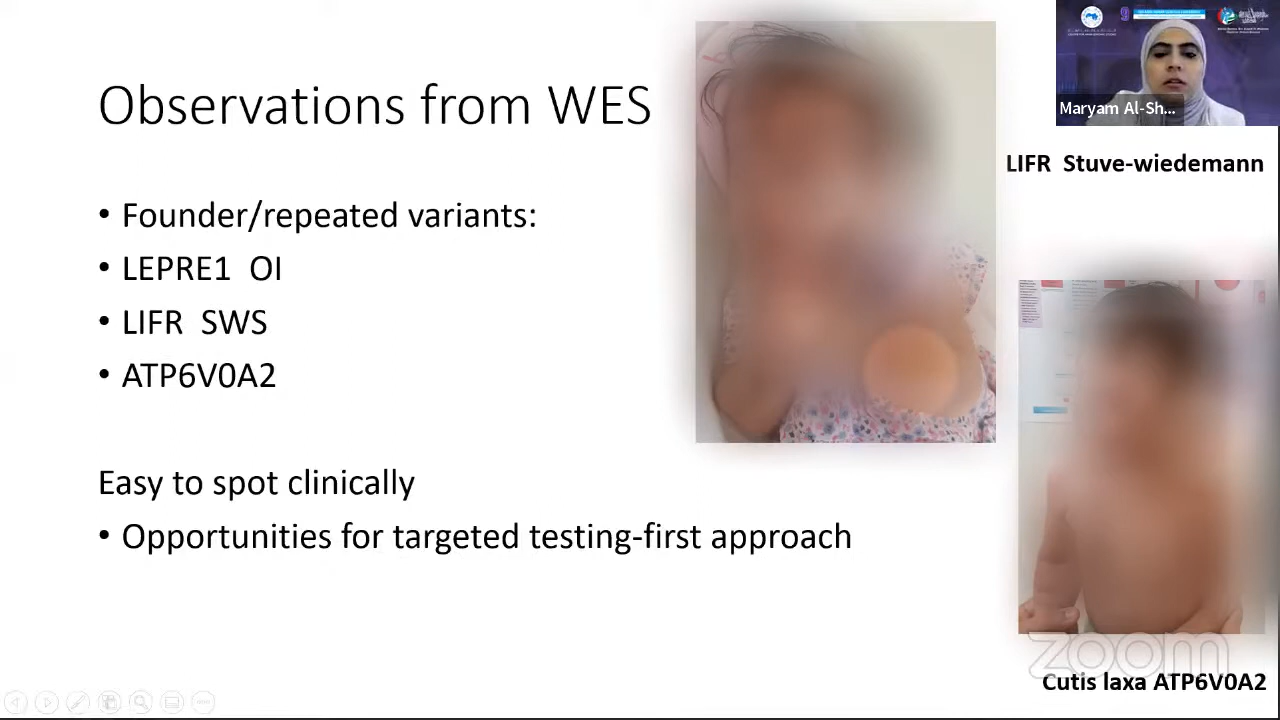 Observations from WES
• Founder/repeated variants:
• LEPRE1 OI
• LIFR SWS
• ATP6V0A2
Easy to spot clinically
• Opportunities for targeted testing-first approach
Maryam Al-Sh...
LIFR Stuve-wiedemann
zoom
Cutis laxa ATP6V0A2